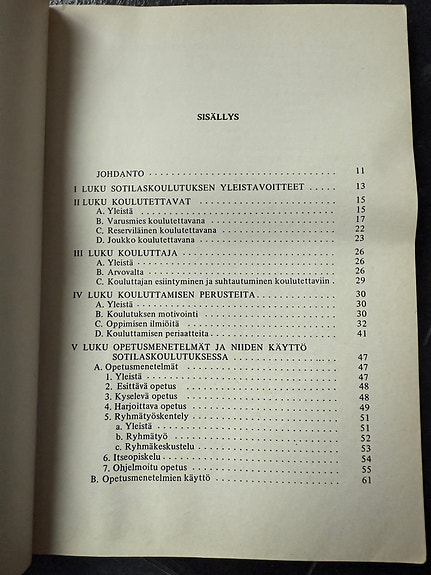 SISÄLLYS
JOHDANTO 11
I LUKU SOTILASKOULUTUKSEN YLEISTAVOITTEET 13
II LUKU KOULUTETTAVAT 15
A. Yleistä 15
B. Varusmies koulutettavana 17
C. Reserviläinen koulutettavana 22
D. Joukko koulutettavana 23
III LUKU KOULUTTAJA 26
A. Yleistä 26
B. Arvovalta 26
C. Kouluttajan esiintyminen ja suhtautuminen koulutettaviin 29
IV LUKU KOULUTTAMISEN PERUSTEITA 30
A. Yleistä 30
B. Koulutuksen motivointi 30
C. Oppimisen ilmiöitä 32
D. Kouluttamisen periaatteita 41
V LUKU OPETUSMENETELMÄT JA NIIDEN KÄYTTÖ
SOTILASKOULUTUKSESSA 47
A. Opetusmenetelmät 47
1. Yleistä 47
2. Esittävä opetus 48
3. Kyselevä opetus 48
4. Harjoittava opetus 49
5. Ryhmätyöskentely 51
a. Yleistä 51
b. Ryhmätyö 52
c. Ryhmäkeskustelu 53
6. Itseopiskelu 54
7. Ohjelmoitu opetus 55
B. Opetusmenetelmien käyttö 61